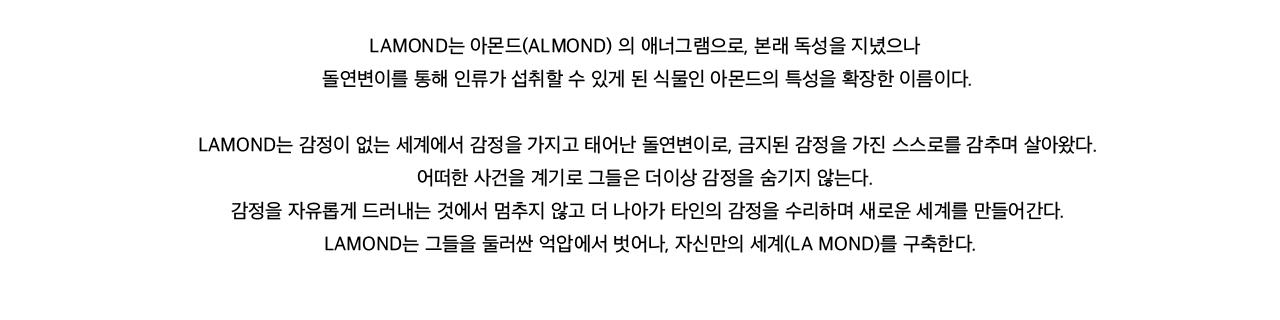 LAMOND는 아몬드(ALMOND) 의 애너그램으로, 본래 독성을 지녔으나
돌연변이를 통해 인류가 섭취할 수 있게 된 식물인 아몬드의 특성을 확장한 이름이다.
LAMOND는 감정이 없는 세계에서 감정을 가지고 태어난 돌연변이로, 금지된 감정을 가진 스스로를 감추며 살아왔다.
어떠한 사건을 계기로 그들은 더이상 감정을 숨기지 않는다.
감정을 자유롭게 드러내는 것에서 멈추지 않고 더 나아가 타인의 감정을 수리하며 새로운 세계를 만들어간다.
LAMOND는 그들을 둘러싼 억압에서 벗어나, 자신만의 세계(LA MOND)를 구축한다.